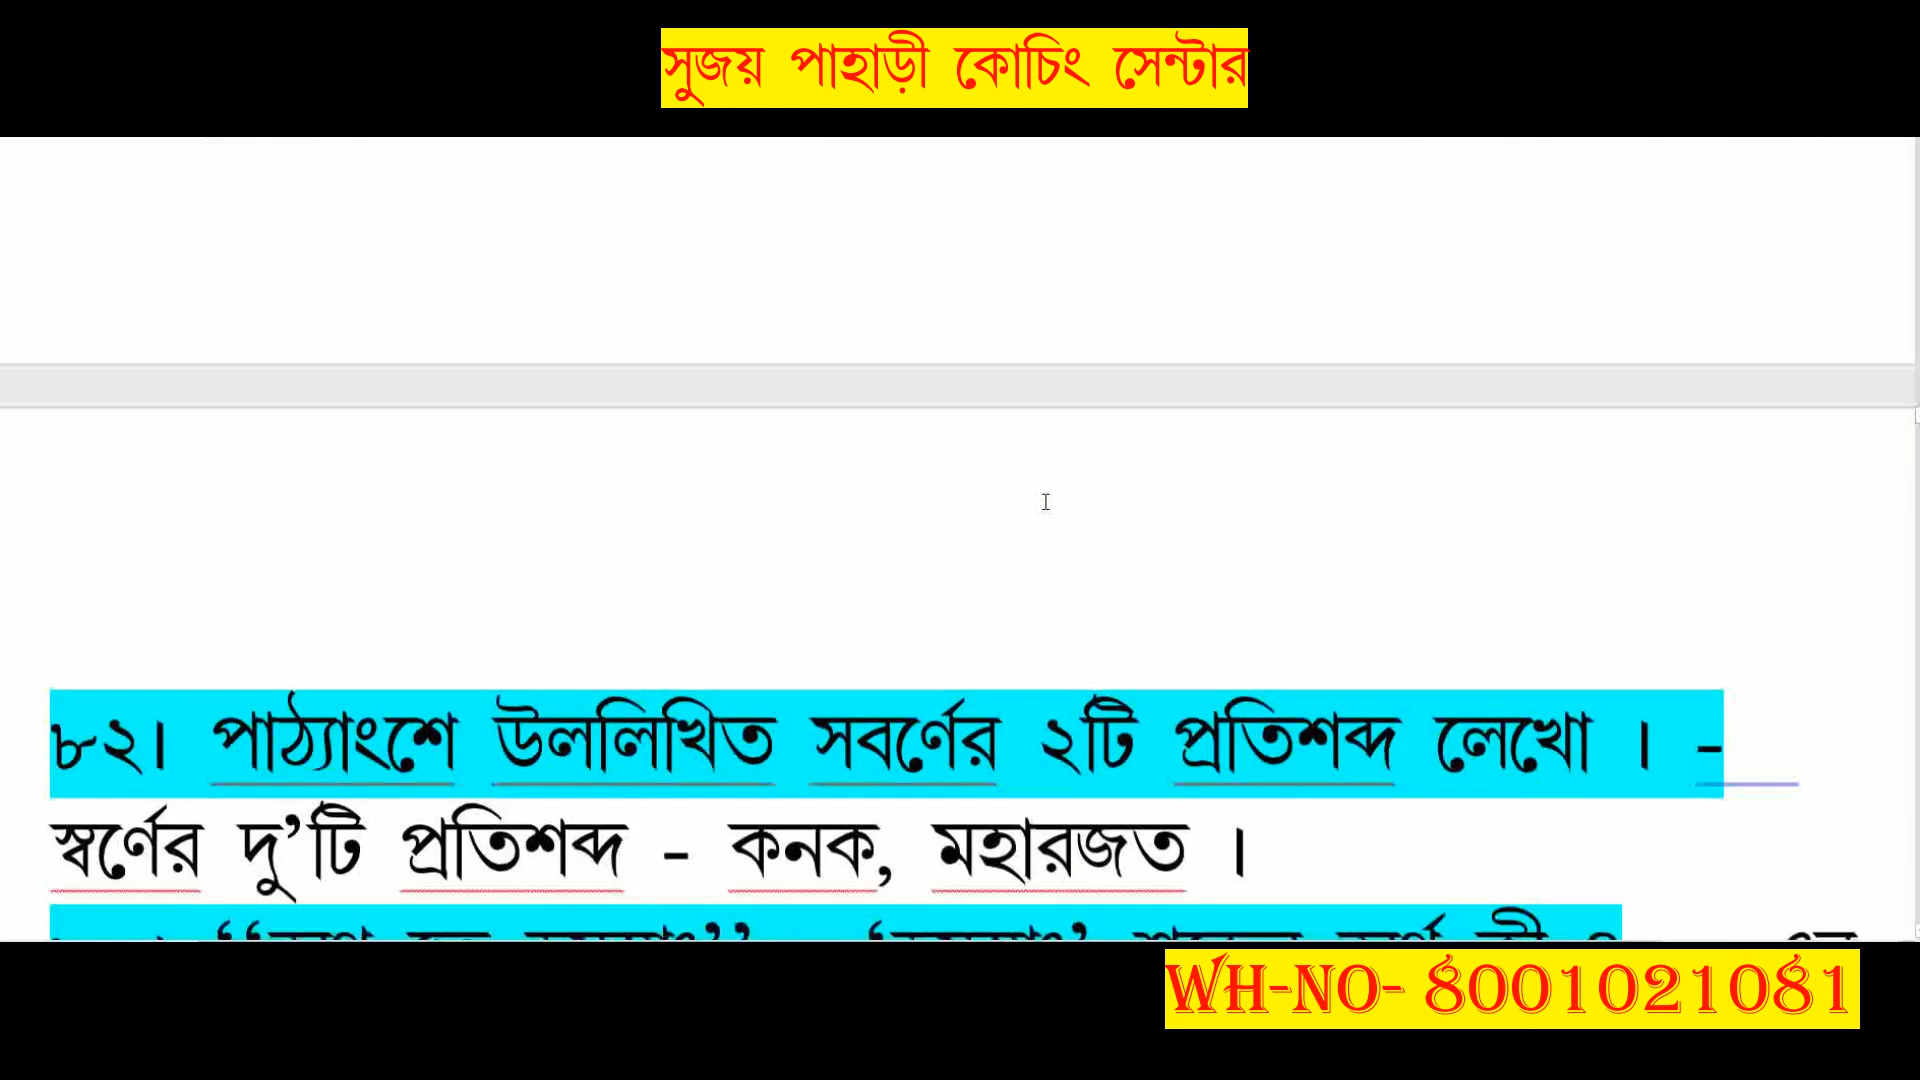 সুজয় পাহাড়ী কোচিং সেন্টার
৮২। পাঠ্যাংশে উললিখিত সবর্ণের ২টি প্রতিশব্দ লেখো । -
স্বর্ণের দু’টি প্রতিশব্দ - কনক, মহারজত ।
WH-NO- 8001021081